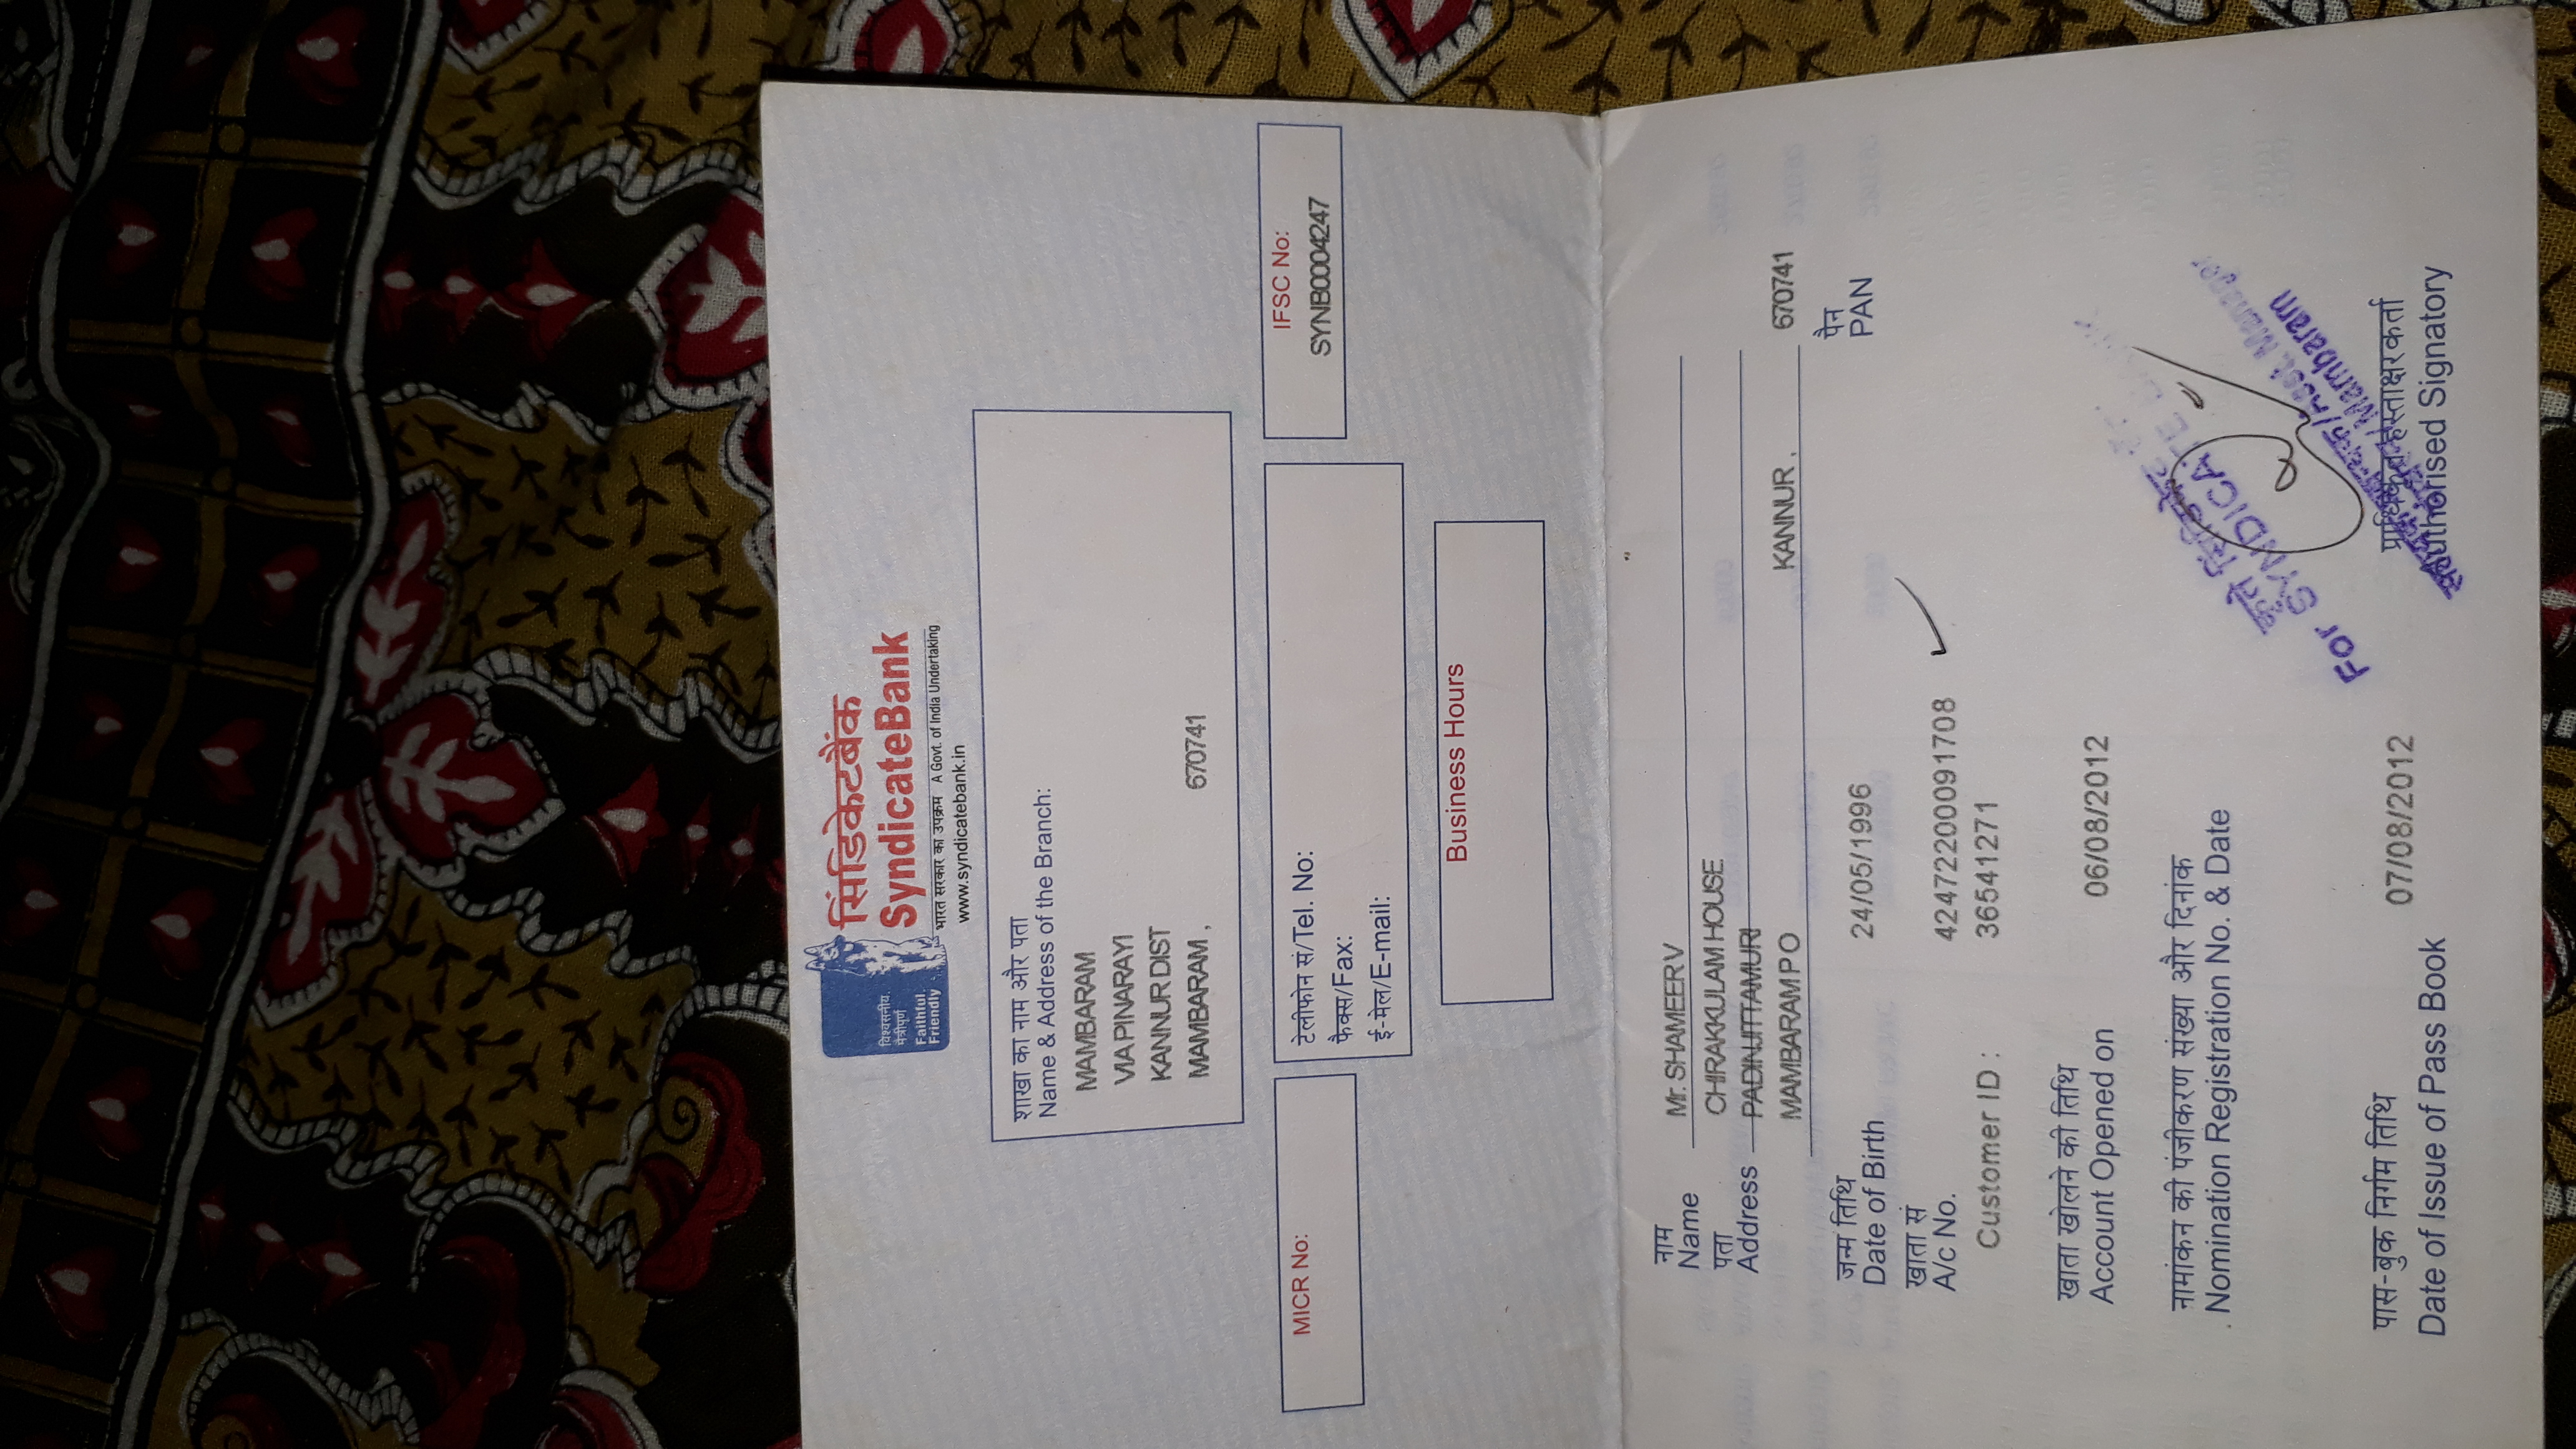 सिंडिकेटबैंक
SyndicateBank
विश्वसनीय.
मैत्रीपूर्ण
Faithful.
Friendly
भारत सरकार का उपक्रम A Govt. of India Undertaking
www.syndicatebank.in
शाखा का नाम और पता
Name & Address of the Branch:
MAMBARAM
VIA PINARAYI
KANNUR DIST
MAMBARAM , 670741
MICR No:
टेलीफोन सं/Tel. No:
फैक्स/Fax:
ई-मेल/E-mail:
IFSC No:
SYNB0004247
Business Hours
नाम
Name Mr. SHAMEER V
पता CHIRAKKULAM HOUSE
Address PADINJITTAMURI
MAMBARAM P O KANNUR , 670741
जन्म तिथि
Date of Birth 24/05/1996
पैन
PAN
खाता सं
A/c No. 42472200091708
Customer ID : 36541271
खाता खोलने की तिथि
Account Opened on 06/08/2012
नामांकन की पंजीकरण संख्या और दिनांक
Nomination Registration No. & Date
कृते सिंडिकेट
For SYNDICATE BANK
/Asst. Manager
/ Mambaram
पास-बुक निर्गम तिथि
Date of Issue of Pass Book 07/08/2012
प्राधिकृत हस्ताक्षरकर्ता
Authorised Signatory